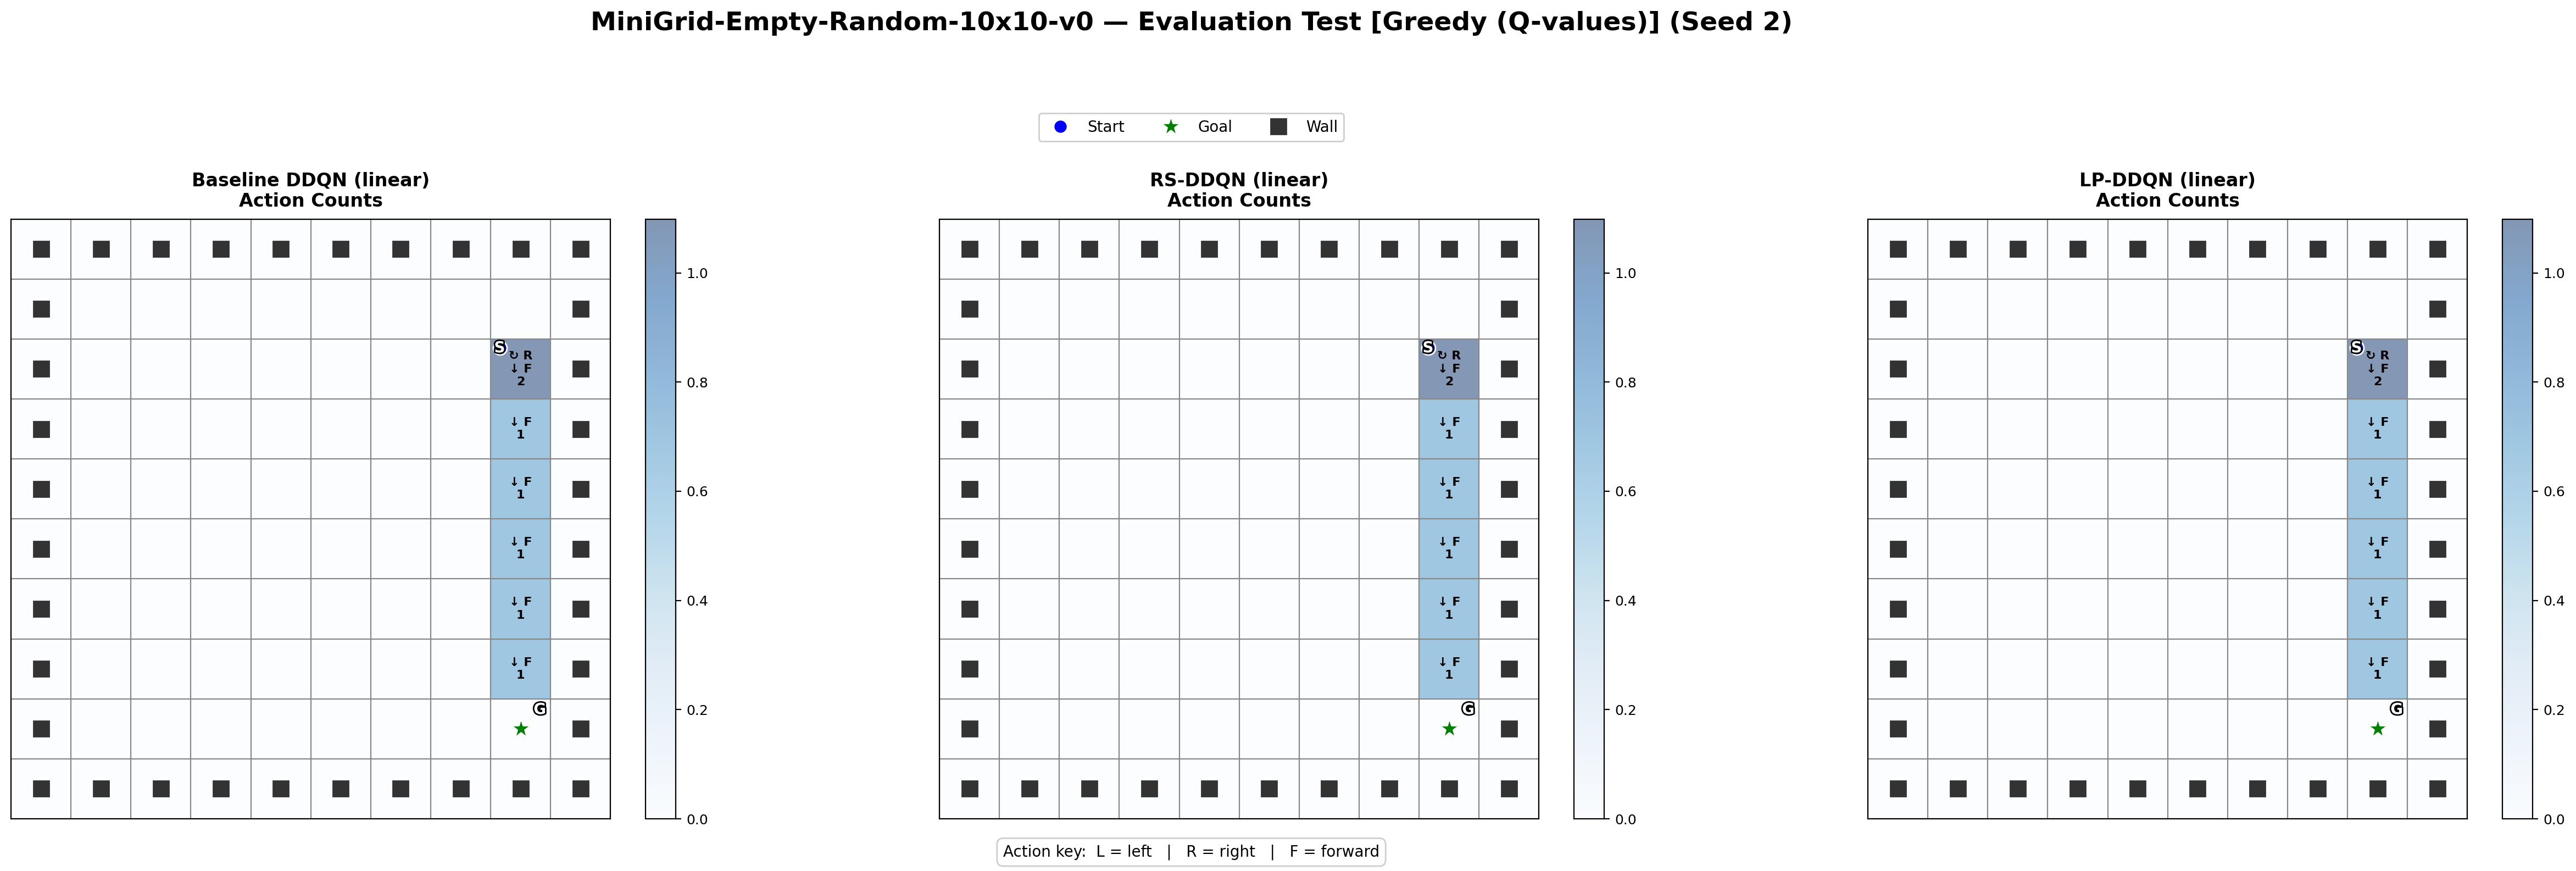 MiniGrid-Empty-Random-10x10-v0 — Evaluation Test [Greedy (Q-values)] (Seed 2)
Start Goal Wall
Baseline DDQN (linear)
Action Counts
S
↻ R
↓ F
2
↓ F
1
↓ F
1
↓ F
1
↓ F
1
↓ F
1
G
1.0
0.8
0.6
0.4
0.2
0.0
RS-DDQN (linear)
Action Counts
S
↻ R
↓ F
2
↓ F
1
↓ F
1
↓ F
1
↓ F
1
↓ F
1
G
1.0
0.8
0.6
0.4
0.2
0.0
LP-DDQN (linear)
Action Counts
S
↻ R
↓ F
2
↓ F
1
↓ F
1
↓ F
1
↓ F
1
↓ F
1
G
1.0
0.8
0.6
0.4
0.2
0.0
Action key: L = left | R = right | F = forward